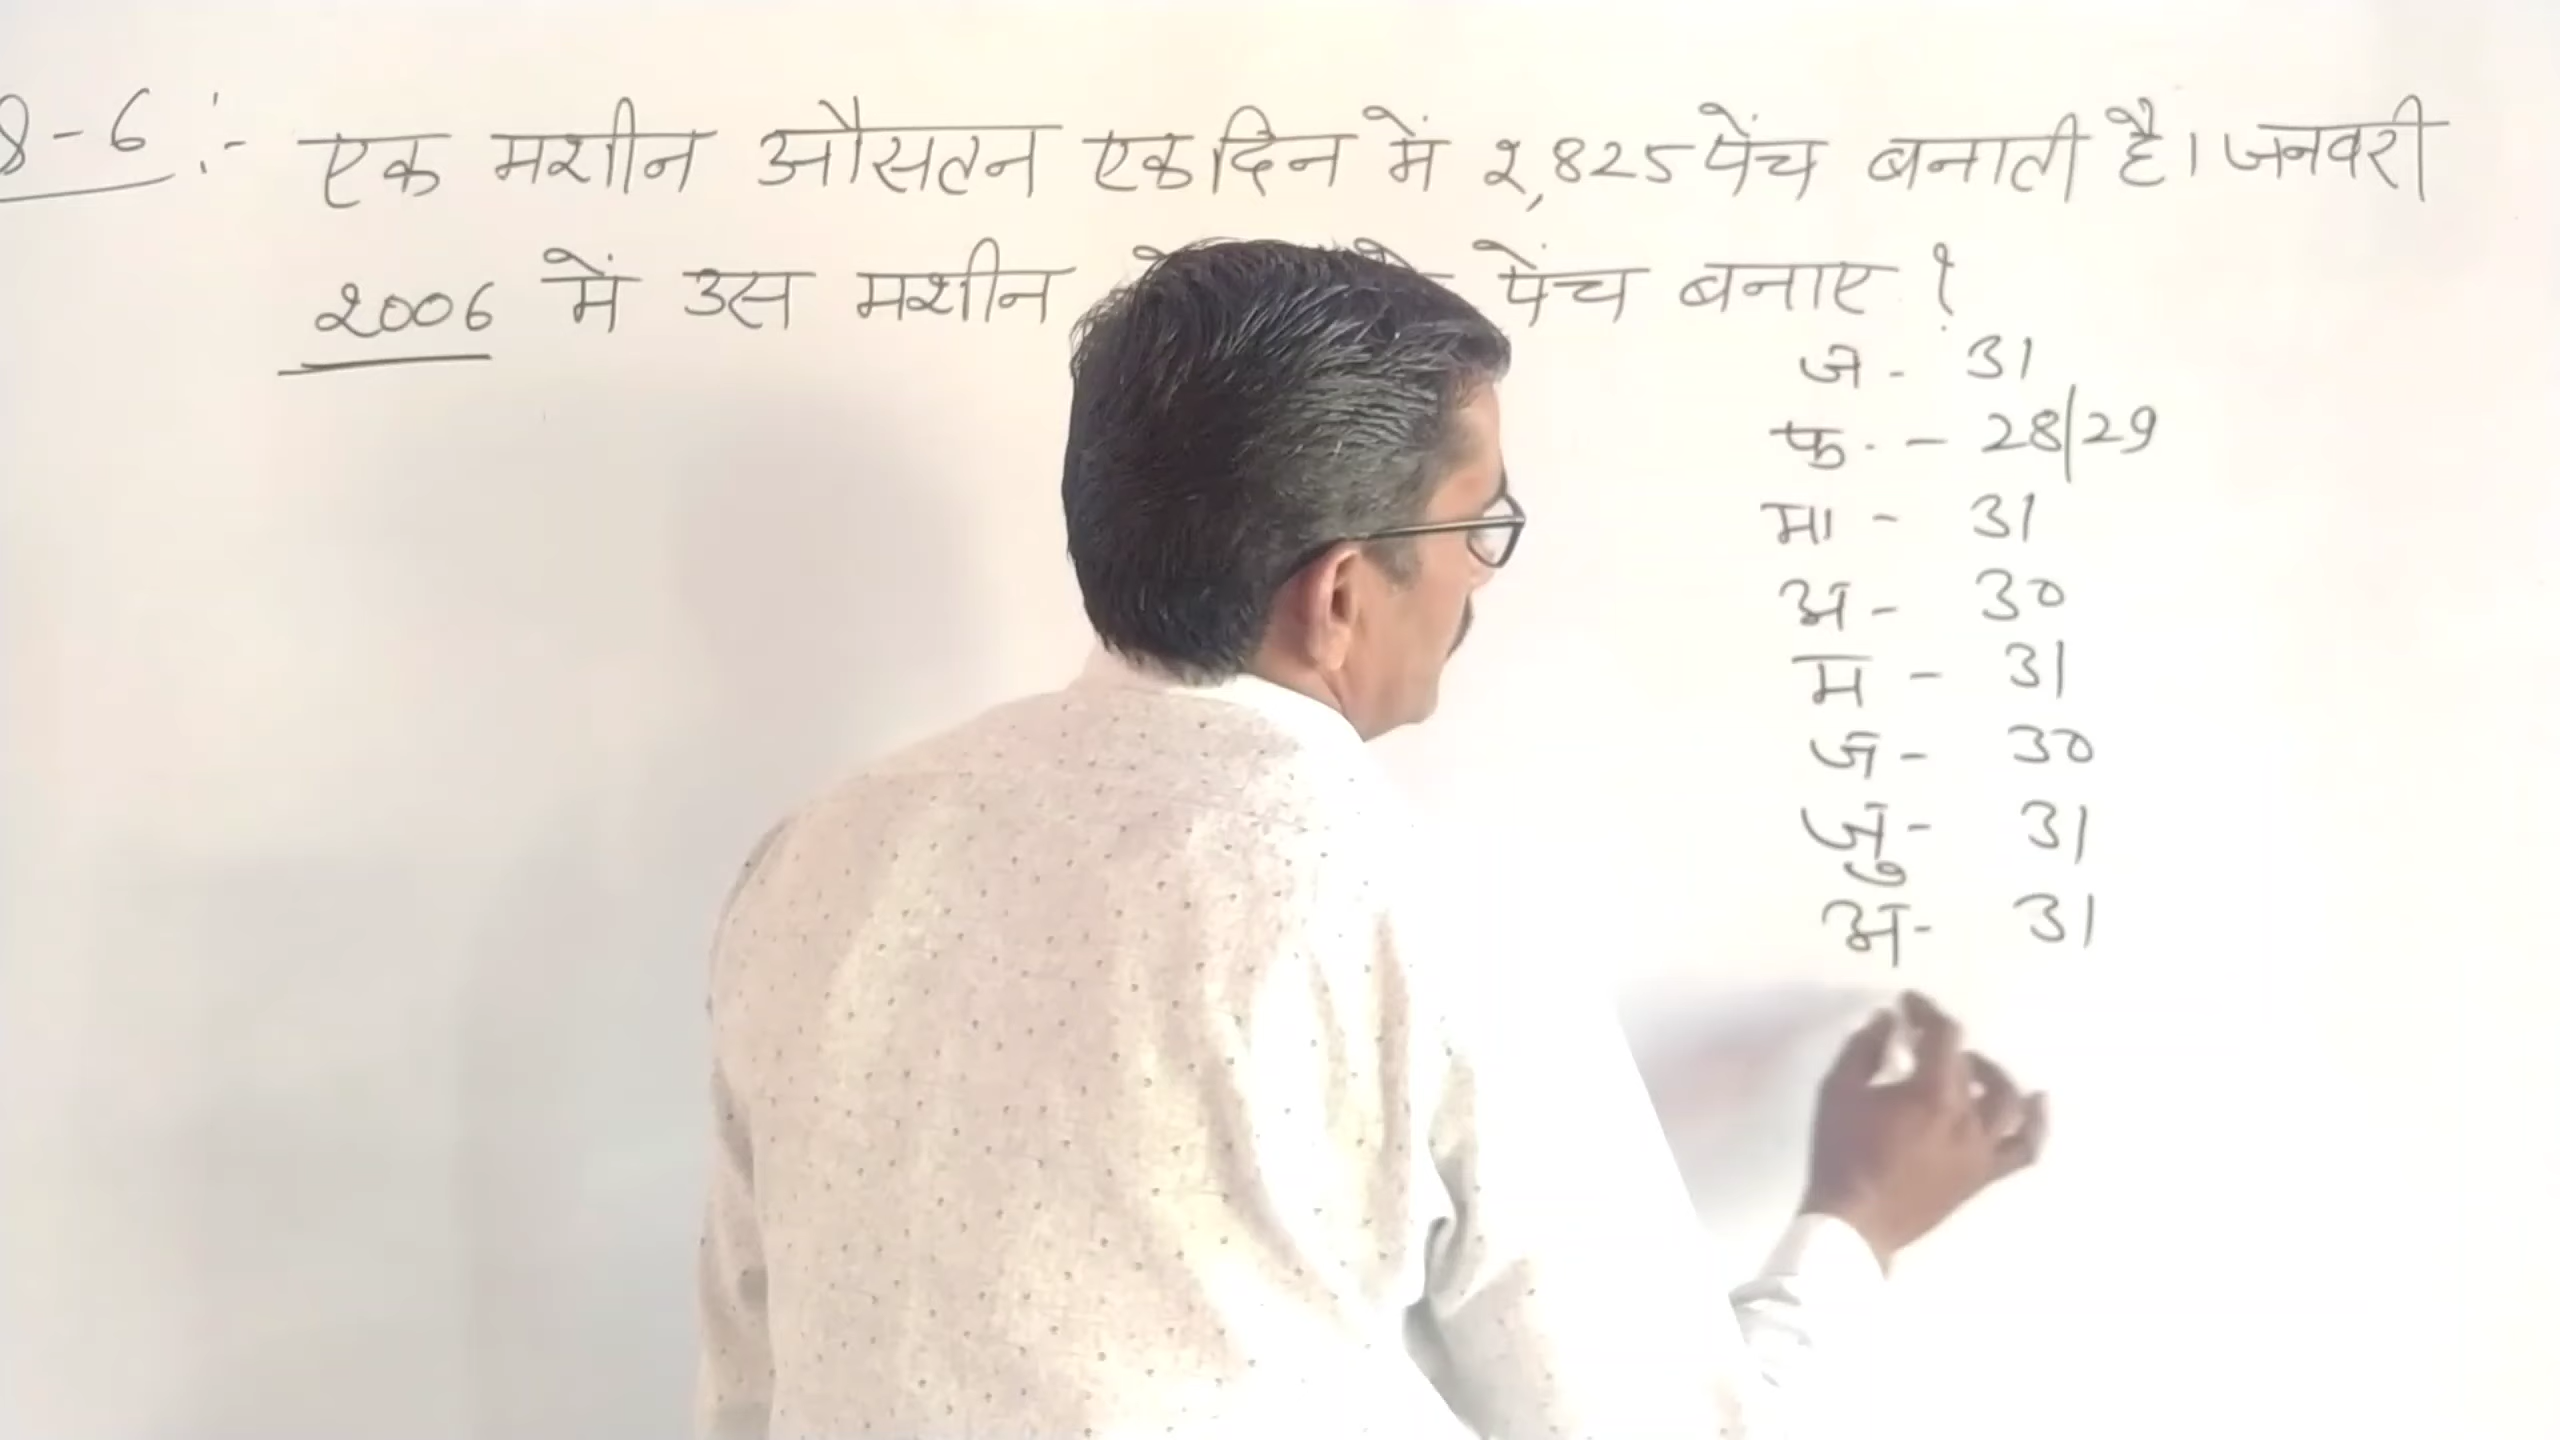 8-6 :- एक मशीन औसतन एक दिन में 2,825 पेंच बनाती है। जनवरी
2006 में उस मशीन पेंच बनाए ?
ज - 31
फ. - 28/29
मा - 31
अ - 30
म - 31
ज - 30
जु - 31
अ - 31